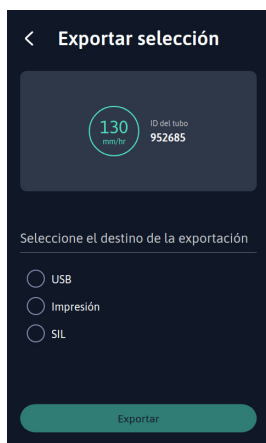 Exportar selección
130
mm/hr
ID del tubo
952685
Seleccione el destino de la exportación
USB
Impresión
SIL
Exportar